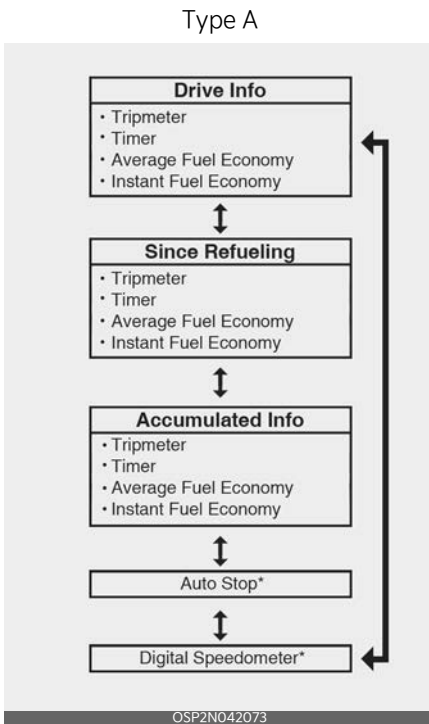 Type A
Drive Info
• Tripmeter
• Timer
• Average Fuel Economy
• Instant Fuel Economy
Since Refueling
• Tripmeter
• Timer
• Average Fuel Economy
• Instant Fuel Economy
Accumulated Info
• Tripmeter
• Timer
• Average Fuel Economy
• Instant Fuel Economy
Auto Stop*
Digital Speedometer*
OSP2N042073